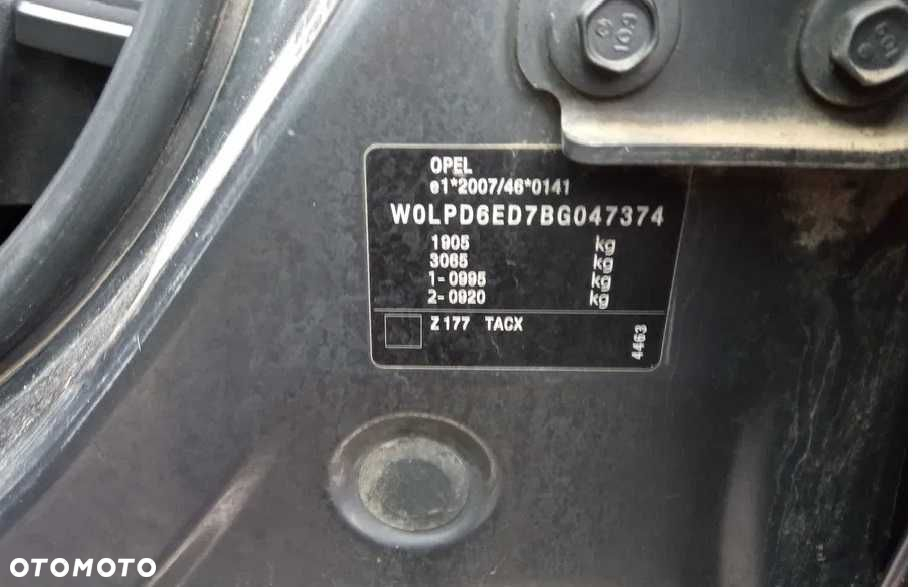 OPEL
e1*2007/46*0141
W0LPD6ED7BG047374
1905 kg
3065 kg
1-0995 kg
2-0920 kg
Z177 TACX
4463
OTOMOTO